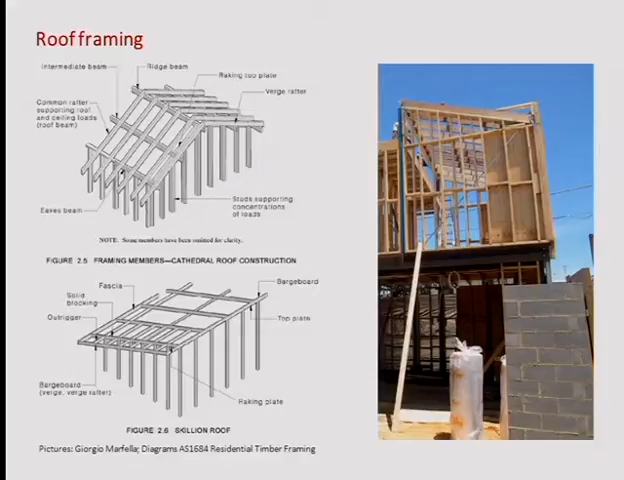 Roof framing
Intermediate beam
Ridge beam
Raking top plate
Verge rafter
Common rafter
supporting roof
and ceiling loads
(roof beam)
Studs supporting
concentrations
of loads
Eaves beam
NOTE: Some members have been omitted for clarity.
FIGURE 2.5 FRAMING MEMBERS—CATHEDRAL ROOF CONSTRUCTION
Bargeboard
Fascia
Solid
blocking
Outrigger
Top plate
Bargeboard
(verge, verge rafter)
Raking plate
FIGURE 2.6 SKILLION ROOF
Pictures: Giorgio Marfella; Diagrams AS1684 Residential Timber Framing